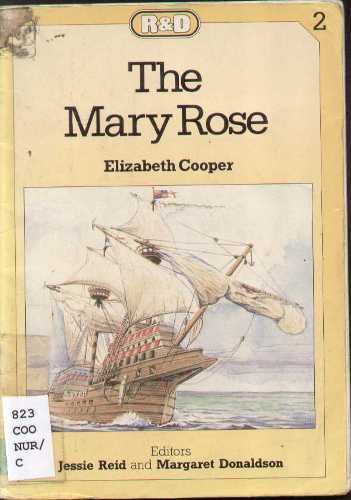 R&D
2
The
Mary Rose
Elizabeth Cooper
823
COO
NUR/
C
Editors
Jessie Reid and Margaret Donaldson